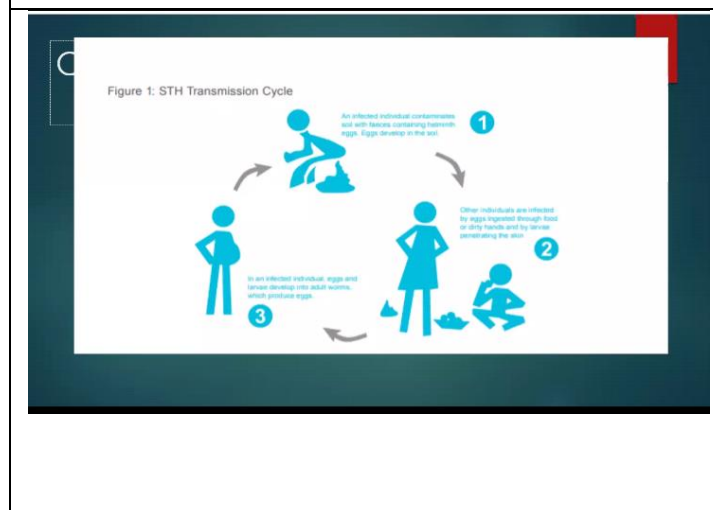 Figure 1: STH Transmission Cycle
An infected individual contaminates
soil with faeces containing helminth
eggs. Eggs develop in the soil
1
Other individuals are infected
by eggs ingested through food
or dirty hands and by larvae
penetrating the skin
2
In an infected individual, eggs and
larvae develop into adult worms,
which produce eggs.
3